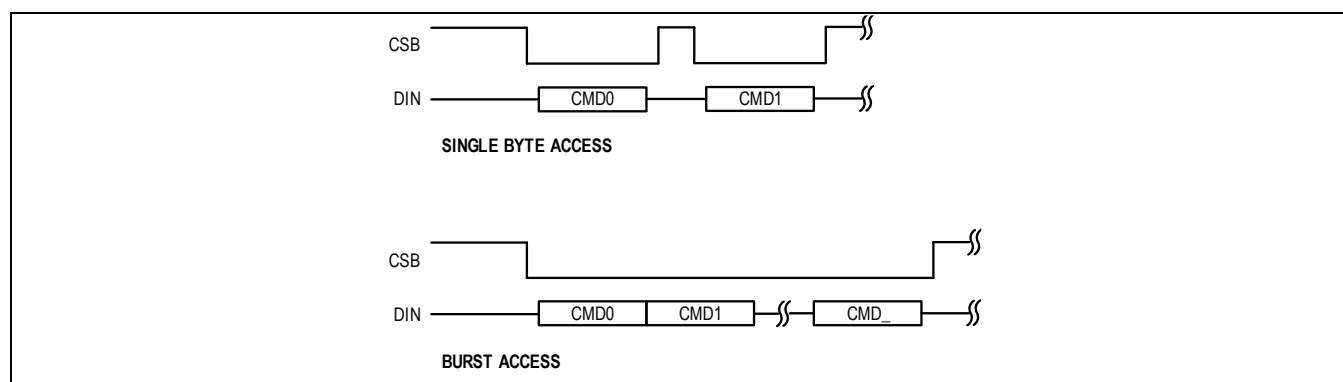 CSB
DIN CMD0 CMD1
SINGLE BYTE ACCESS
CSB
DIN CMD0 CMD1 CMD_
BURST ACCESS